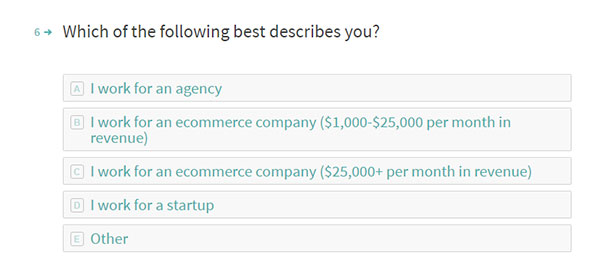 6 → Which of the following best describes you?
A I work for an agency
B I work for an ecommerce company ($1,000-$25,000 per month in
revenue)
C I work for an ecommerce company ($25,000+ per month in revenue)
D I work for a startup
E Other